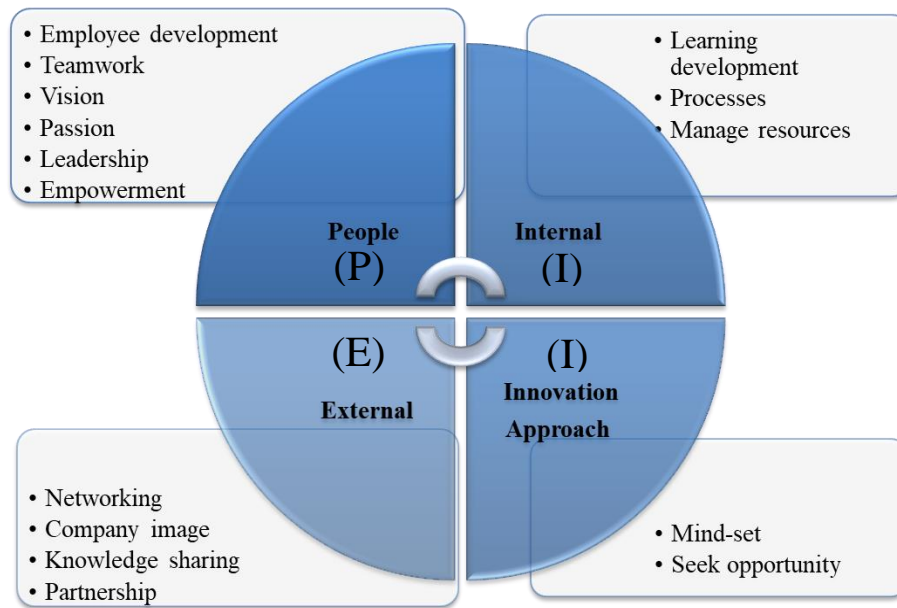 • Employee development
• Teamwork
• Vision
• Passion
• Leadership
• Empowerment
• Learning
development
• Processes
• Manage resources
People
(P)
Internal
(I)
(E)
External
(I)
Innovation
Approach
• Networking
• Company image
• Knowledge sharing
• Partnership
• Mind-set
• Seek opportunity